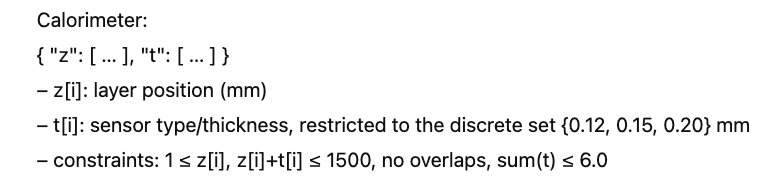 Calorimeter:
{ "z": [ ... ], "t": [ ... ] }
– z[i]: layer position (mm)
– t[i]: sensor type/thickness, restricted to the discrete set {0.12, 0.15, 0.20} mm
– constraints: 1 ≤ z[i], z[i]+t[i] ≤ 1500, no overlaps, sum(t) ≤ 6.0